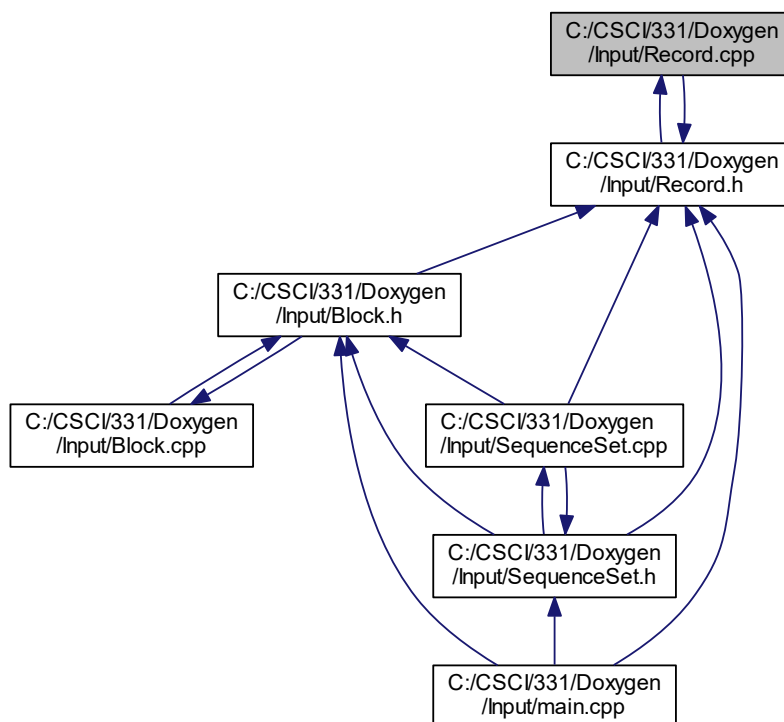 C:/CSCI/331/Doxygen
/Input/Record.cpp
C:/CSCI/331/Doxygen
/Input/Record.h
C:/CSCI/331/Doxygen
/Input/Block.h
C:/CSCI/331/Doxygen
/Input/Block.cpp
C:/CSCI/331/Doxygen
/Input/SequenceSet.cpp
C:/CSCI/331/Doxygen
/Input/SequenceSet.h
C:/CSCI/331/Doxygen
/Input/main.cpp